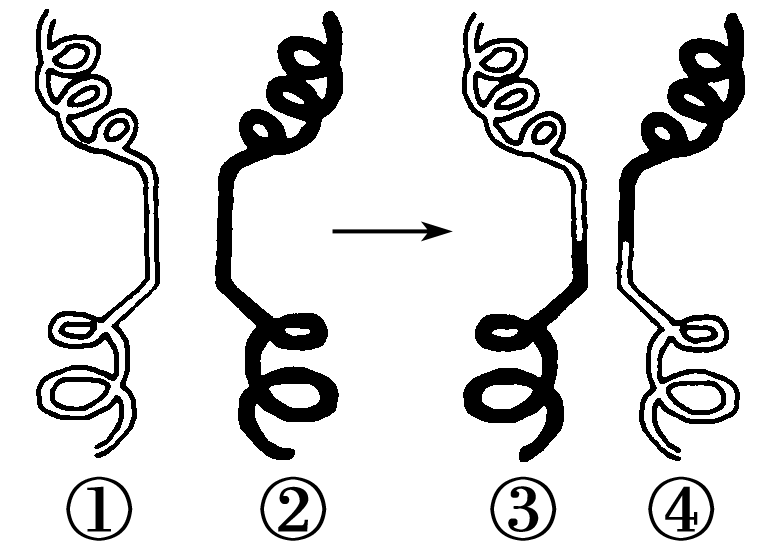 ① ② ③ ④